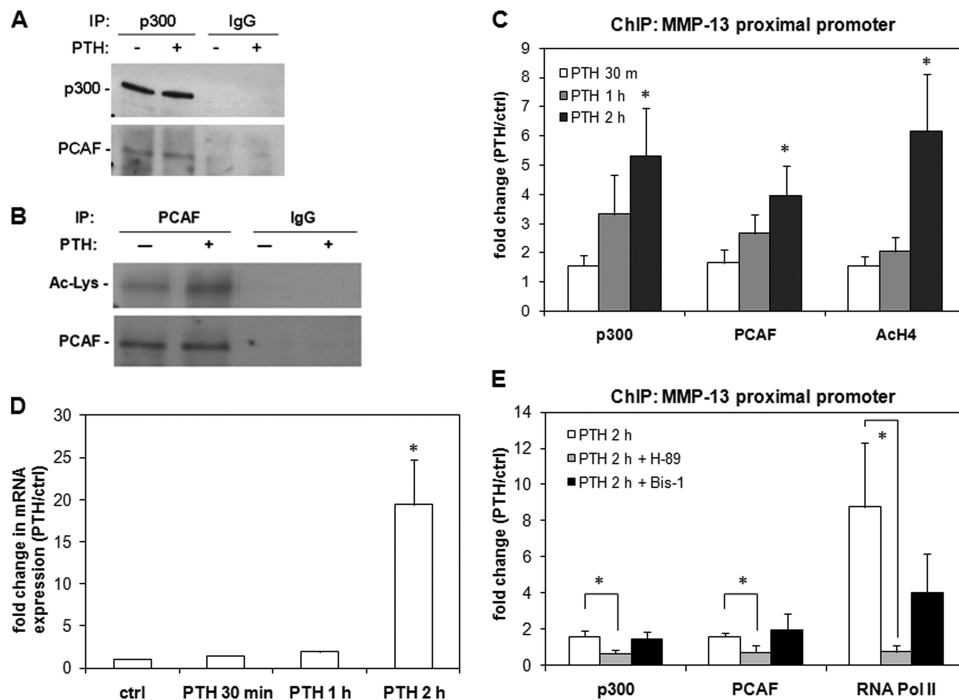 A
IP: p300 IgG
PTH: - + - +
p300 -
PCAF -
B
IP: PCAF IgG
PTH: — + — +
Ac-Lys -
PCAF -
C
ChIP: MMP-13 proximal promoter
fold change (PTH/ctrl)
9
8
7
6
5
4
3
2
1
0
PTH 30 m
PTH 1 h
PTH 2 h
* * *
p300 PCAF AcH4
D
fold change in mRNA
expression (PTH/ctrl)
30
25
20
15
10
5
0
*
ctrl PTH 30 min PTH 1 h PTH 2 h
E
ChIP: MMP-13 proximal promoter
fold change (PTH/ctrl)
14
12
10
8
6
4
2
0
PTH 2 h
PTH 2 h + H-89
PTH 2 h + Bis-1
* * *
p300 PCAF RNA Pol II